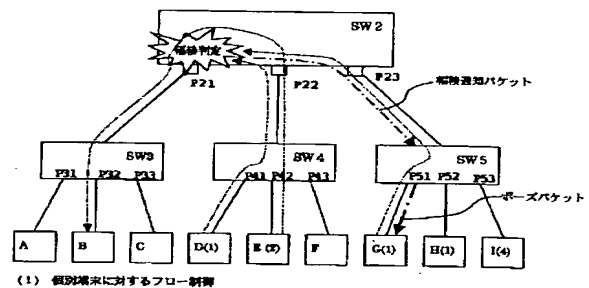 SW2
輻輳判定
P21
P22
P23
輻輳通知パケット
SW3
P31 P32 P33
SW4
P41 P42 P43
SW5
P51 P52 P53
ポーズパケット
A
B
C
D(1)
E(2)
F
G(1)
H(3)
I(4)
(1) 個別端末に対するフロー制御